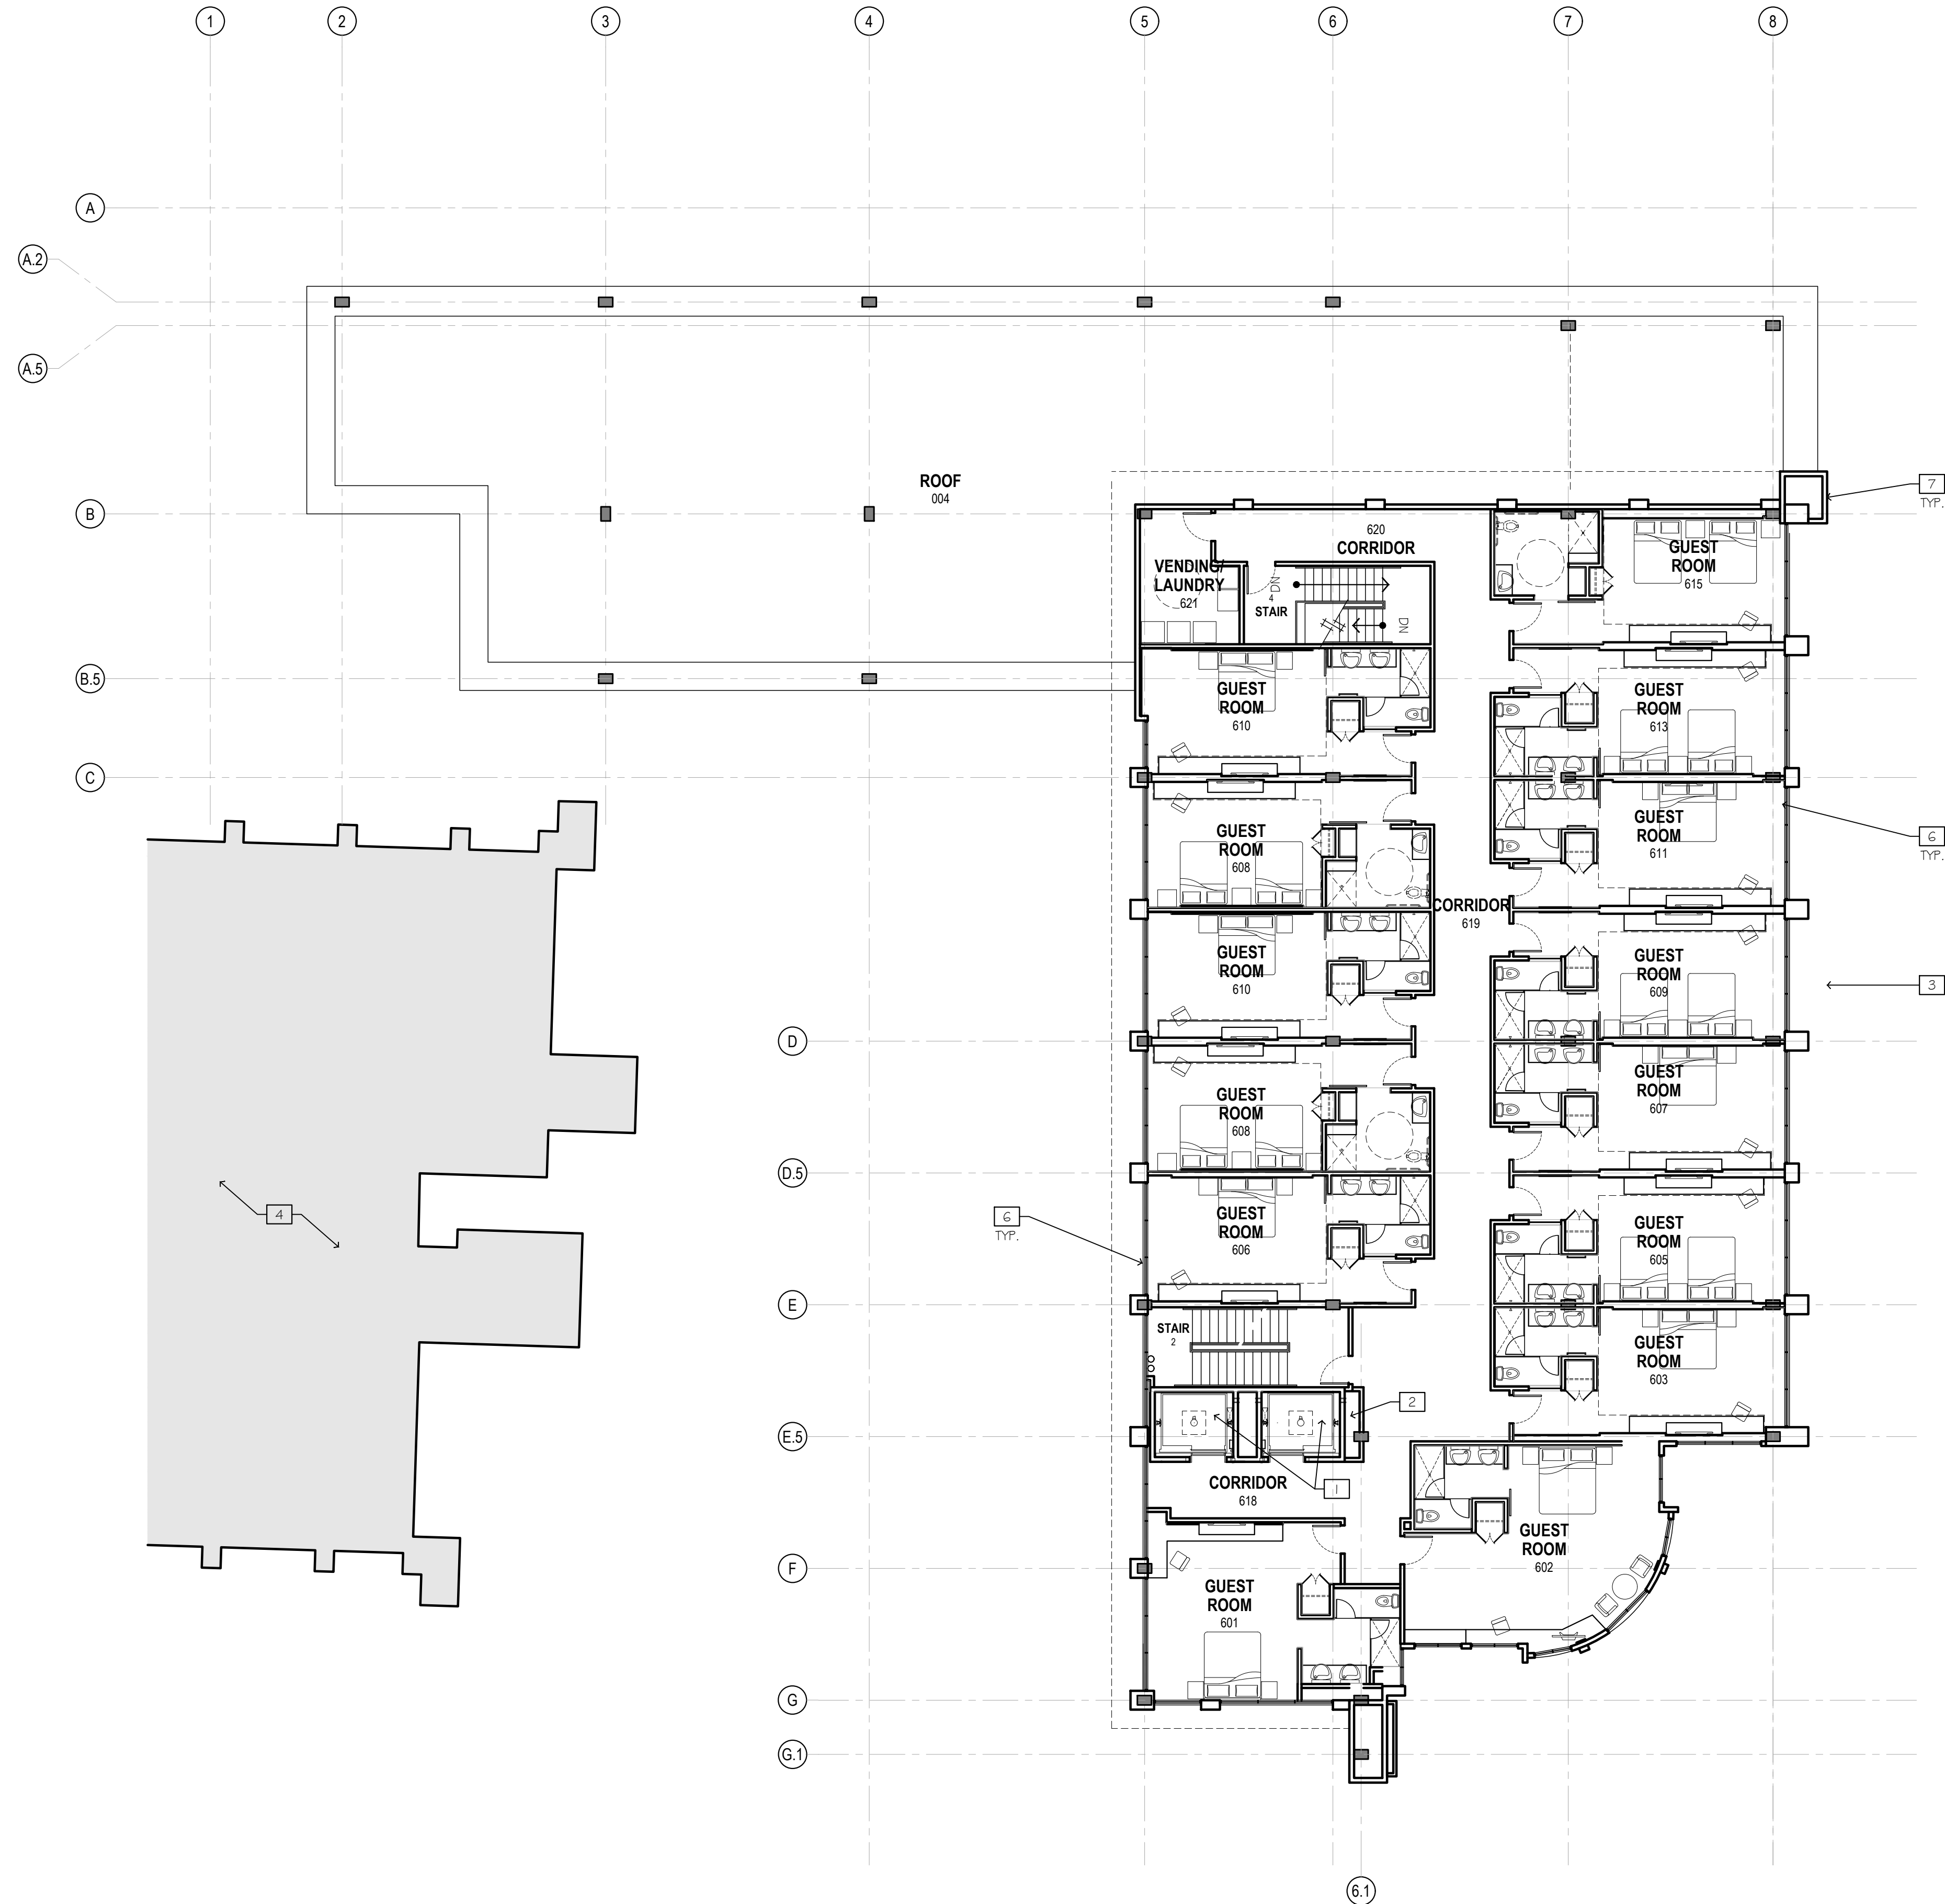 1
2
3
4
5
6
7
8
A
A.2
A.5
B
B.5
C
D
D.5
E
E.5
F
G
G.1
6.1
ROOF
004
7
TYP.
620
CORRIDOR
VENDING/
LAUNDRY
621
DN
4
STAIR
DN
GUEST
ROOM
615
GUEST
ROOM
610
GUEST
ROOM
613
GUEST
ROOM
608
GUEST
ROOM
611
6
TYP.
CORRIDOR
619
GUEST
ROOM
610
GUEST
ROOM
609
3
GUEST
ROOM
608
GUEST
ROOM
607
4
6
TYP.
GUEST
ROOM
606
GUEST
ROOM
605
STAIR
2
GUEST
ROOM
603
2
CORRIDOR
618
1
GUEST
ROOM
602
GUEST
ROOM
601